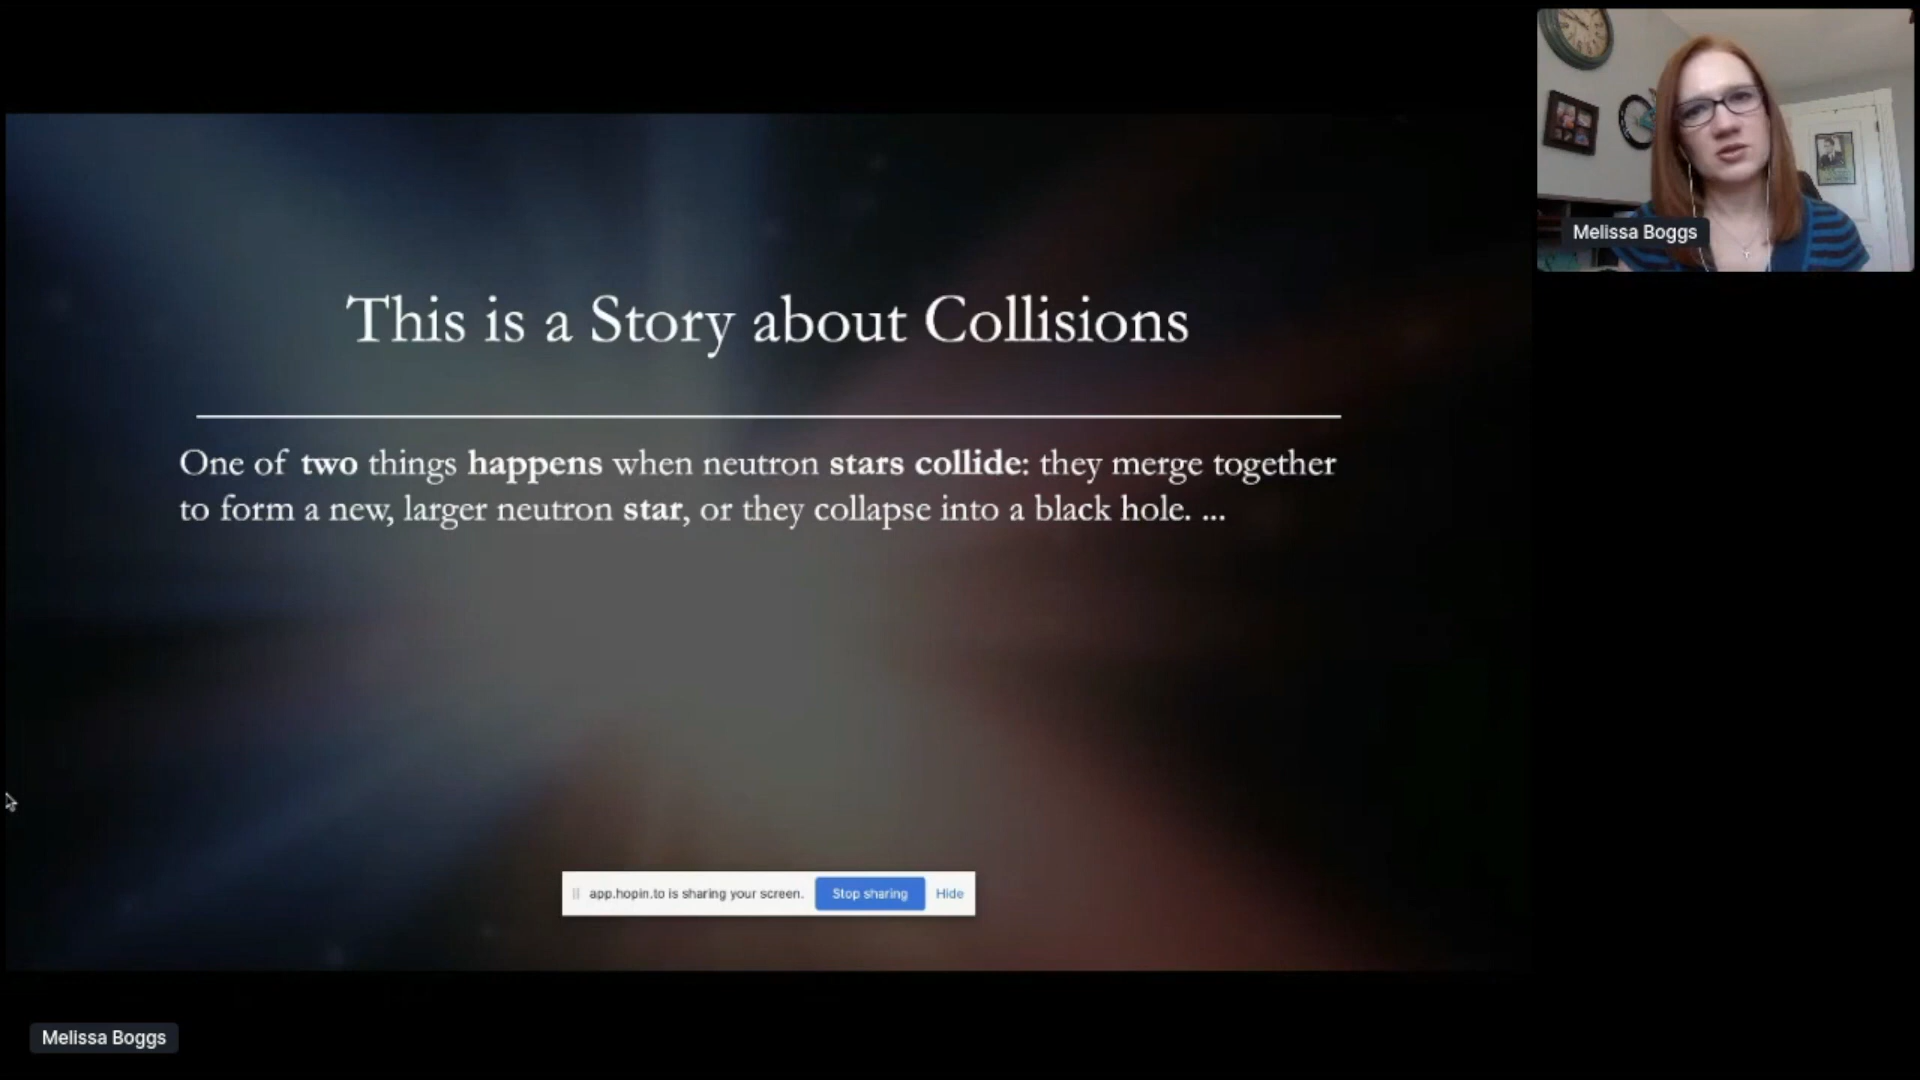 Melissa Boggs
This is a Story about Collisions
One of two things happens when neutron stars collide: they merge together
to form a new, larger neutron star, or they collapse into a black hole. ...
app.hopin.to is sharing your screen. Stop sharing Hide
Melissa Boggs